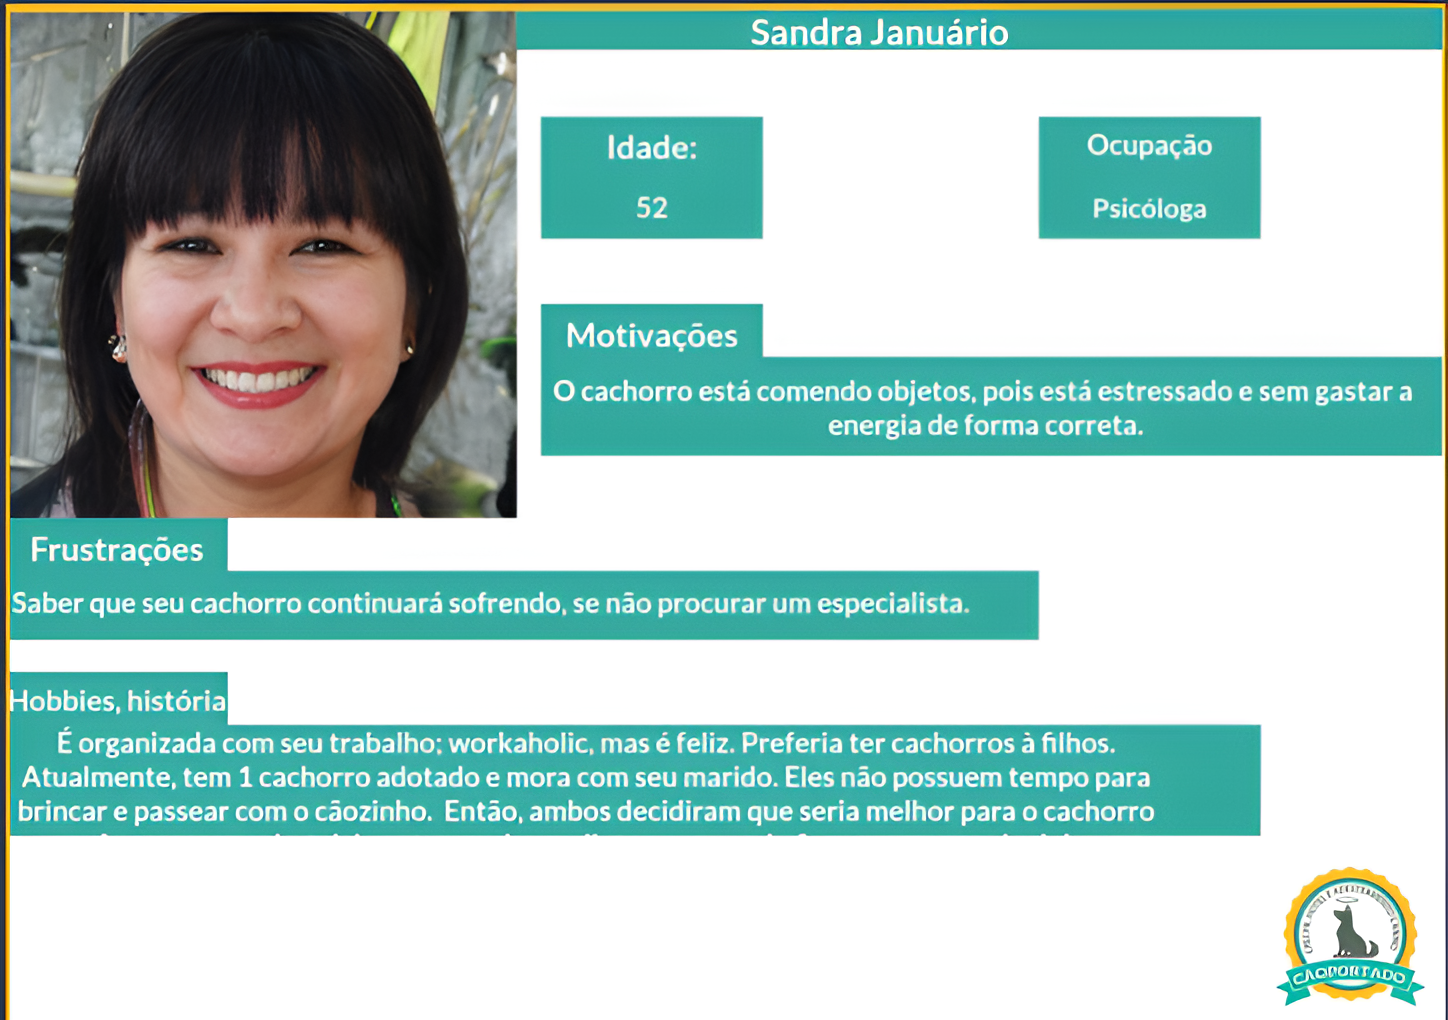 Sandra Januário
Idade:
52
Ocupação
Psicóloga
Motivações
O cachorro está comendo objetos, pois está estressado e sem gastar a
energia de forma correta.
Frustrações
Saber que seu cachorro continuará sofrendo, se não procurar um especialista.
Hobbies, história
É organizada com seu trabalho; workaholic, mas é feliz. Preferia ter cachorros à filhos.
Atualmente, tem 1 cachorro adotado e mora com seu marido. Eles não possuem tempo para
brincar e passear com o cãozinho. Então, ambos decidiram que seria melhor para o cachorro
CÃOPORTADO